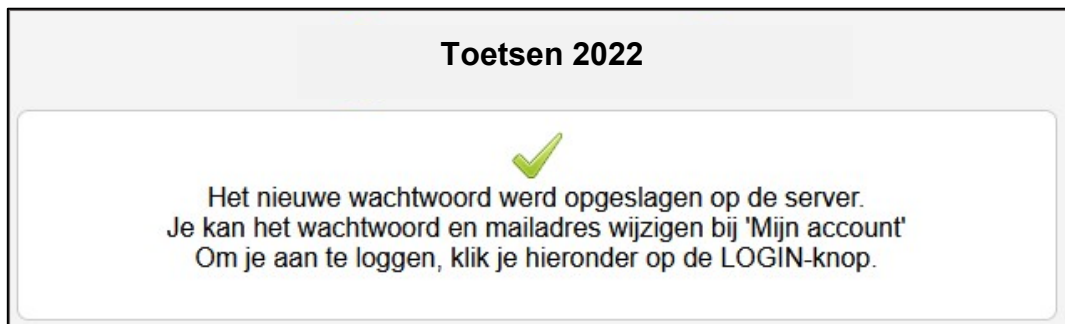 Toetsen 2022
Het nieuwe wachtwoord werd opgeslagen op de server.
Je kan het wachtwoord en mailadres wijzigen bij 'Mijn account'
Om je aan te loggen, klik je hieronder op de LOGIN-knop.